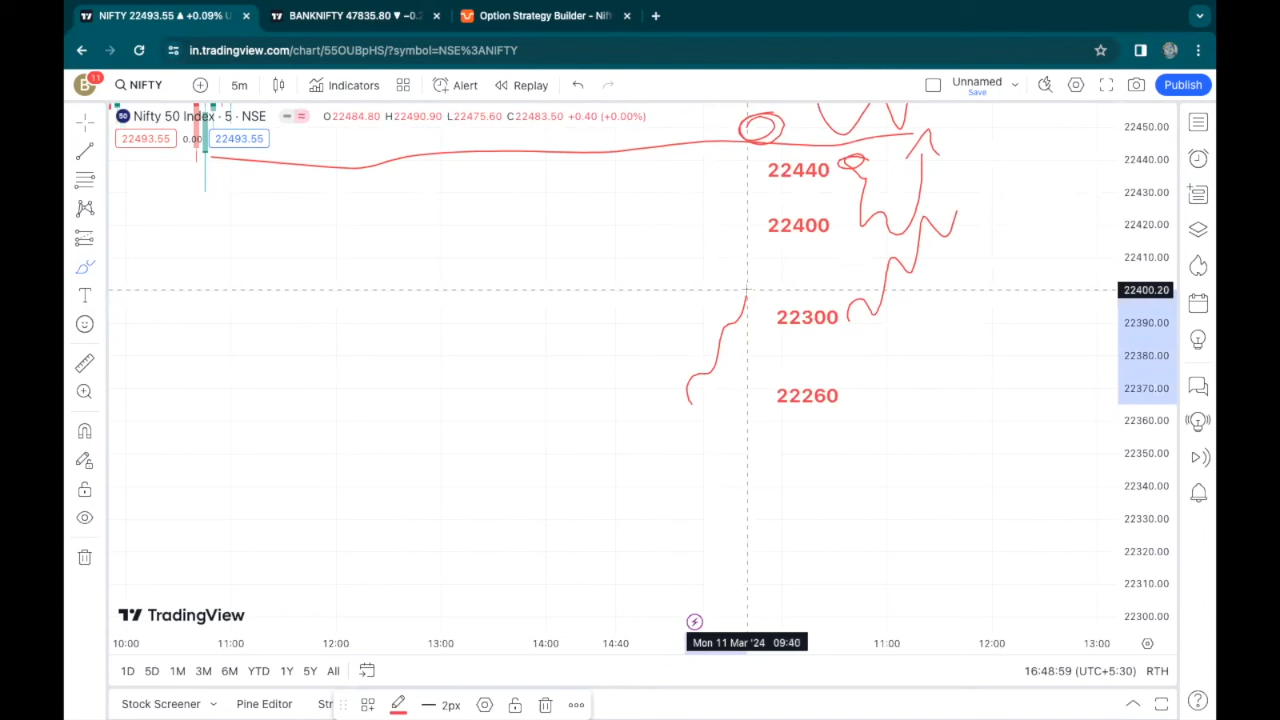 NIFTY 22493.55 ▲ +0.09% U
BANKNIFTY 47835.80 ▼ −0.2
Option Strategy Builder - Nif
in.tradingview.com/chart/55OUBpHS/?symbol=NSE%3ANIFTY
B 11 NIFTY 5m Indicators Alert Replay Unnamed Save Publish
50 Nifty 50 Index · 5 · NSE O22484.80 H22490.90 L22475.60 C22483.50 +0.40 (+0.00%)
22493.55 0.00 22493.55
22450.00
22440.00
22430.00
22420.00
22410.00
22400.20
22390.00
22380.00
22370.00
22360.00
22350.00
22340.00
22330.00
22320.00
22310.00
22300.00
22440
22400
22300
22260
TradingView
10:00 11:00 12:00 13:00 14:00 14:40 Mon 11 Mar '24 09:40 11:00 12:00 13:00
1D 5D 1M 3M 6M YTD 1Y 5Y All 16:48:59 (UTC+5:30) RTH
Stock Screener Pine Editor Str 2px